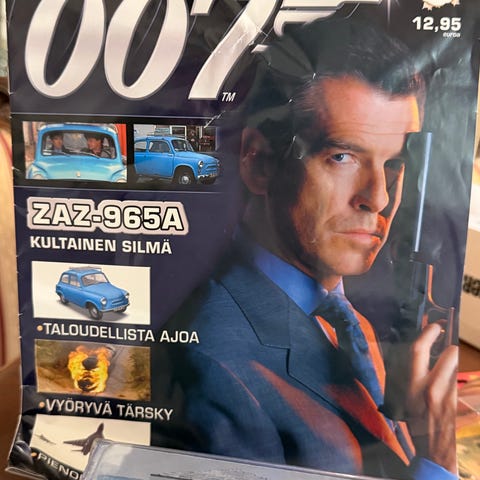 007
TM
12,95
euroa
ZAZ-965A
KULTAINEN SILMÄ
•TALOUDELLISTA AJOA
•VYÖRYVÄ TÄRSKY